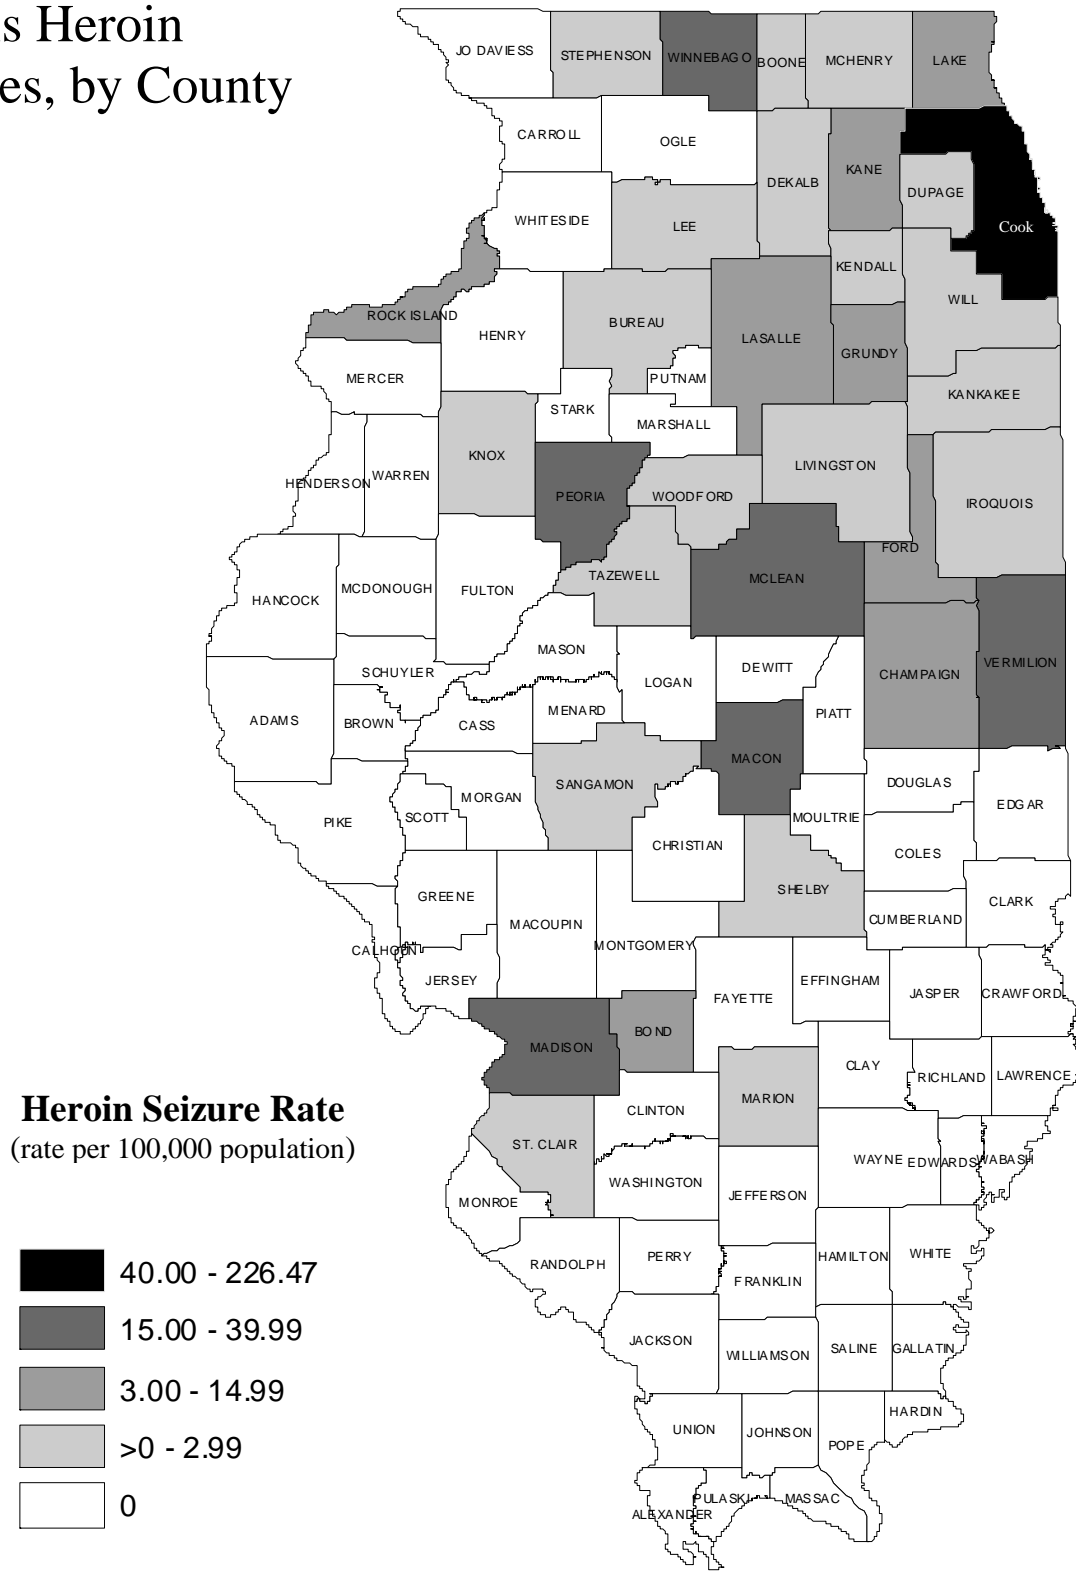 s Heroin
es, by County
JO DAVIESS
STEPHENSON
WINNEBAGO
BOONE
MCHENRY
LAKE
CARROLL
OGLE
DEKALB
KANE
DUPAGE
Cook
WHITESIDE
LEE
KENDALL
WILL
ROCK ISLAND
HENRY
BUREAU
LASALLE
GRUNDY
MERCER
PUTNAM
KANKAKEE
STARK
MARSHALL
HENDERSON
WARREN
KNOX
PEORIA
WOODFORD
LIVINGSTON
IROQUOIS
FORD
HANCOCK
MCDONOUGH
FULTON
TAZEWELL
MCLEAN
SCHUYLER
MASON
LOGAN
DEWITT
CHAMPAIGN
VERMILION
ADAMS
BROWN
CASS
MENARD
PIATT
SANGAMON
MACON
DOUGLAS
EDGAR
PIKE
SCOTT
MORGAN
CHRISTIAN
MOULTRIE
COLES
GREENE
MACOUPIN
SHELBY
CUMBERLAND
CLARK
CALHOUN
JERSEY
MONTGOMERY
FAYETTE
EFFINGHAM
JASPER
CRAWFORD
MADISON
BOND
CLAY
RICHLAND
LAWRENCE
CLINTON
MARION
ST. CLAIR
WAYNE
EDWARDS
WABASH
MONROE
WASHINGTON
JEFFERSON
RANDOLPH
PERRY
FRANKLIN
HAMILTON
WHITE
JACKSON
WILLIAMSON
SALINE
GALLATIN
UNION
JOHNSON
POPE
HARDIN
ALEXANDER
PULASKI
MASSAC
Heroin Seizure Rate
(rate per 100,000 population)
40.00 - 226.47
15.00 - 39.99
3.00 - 14.99
>0 - 2.99
0